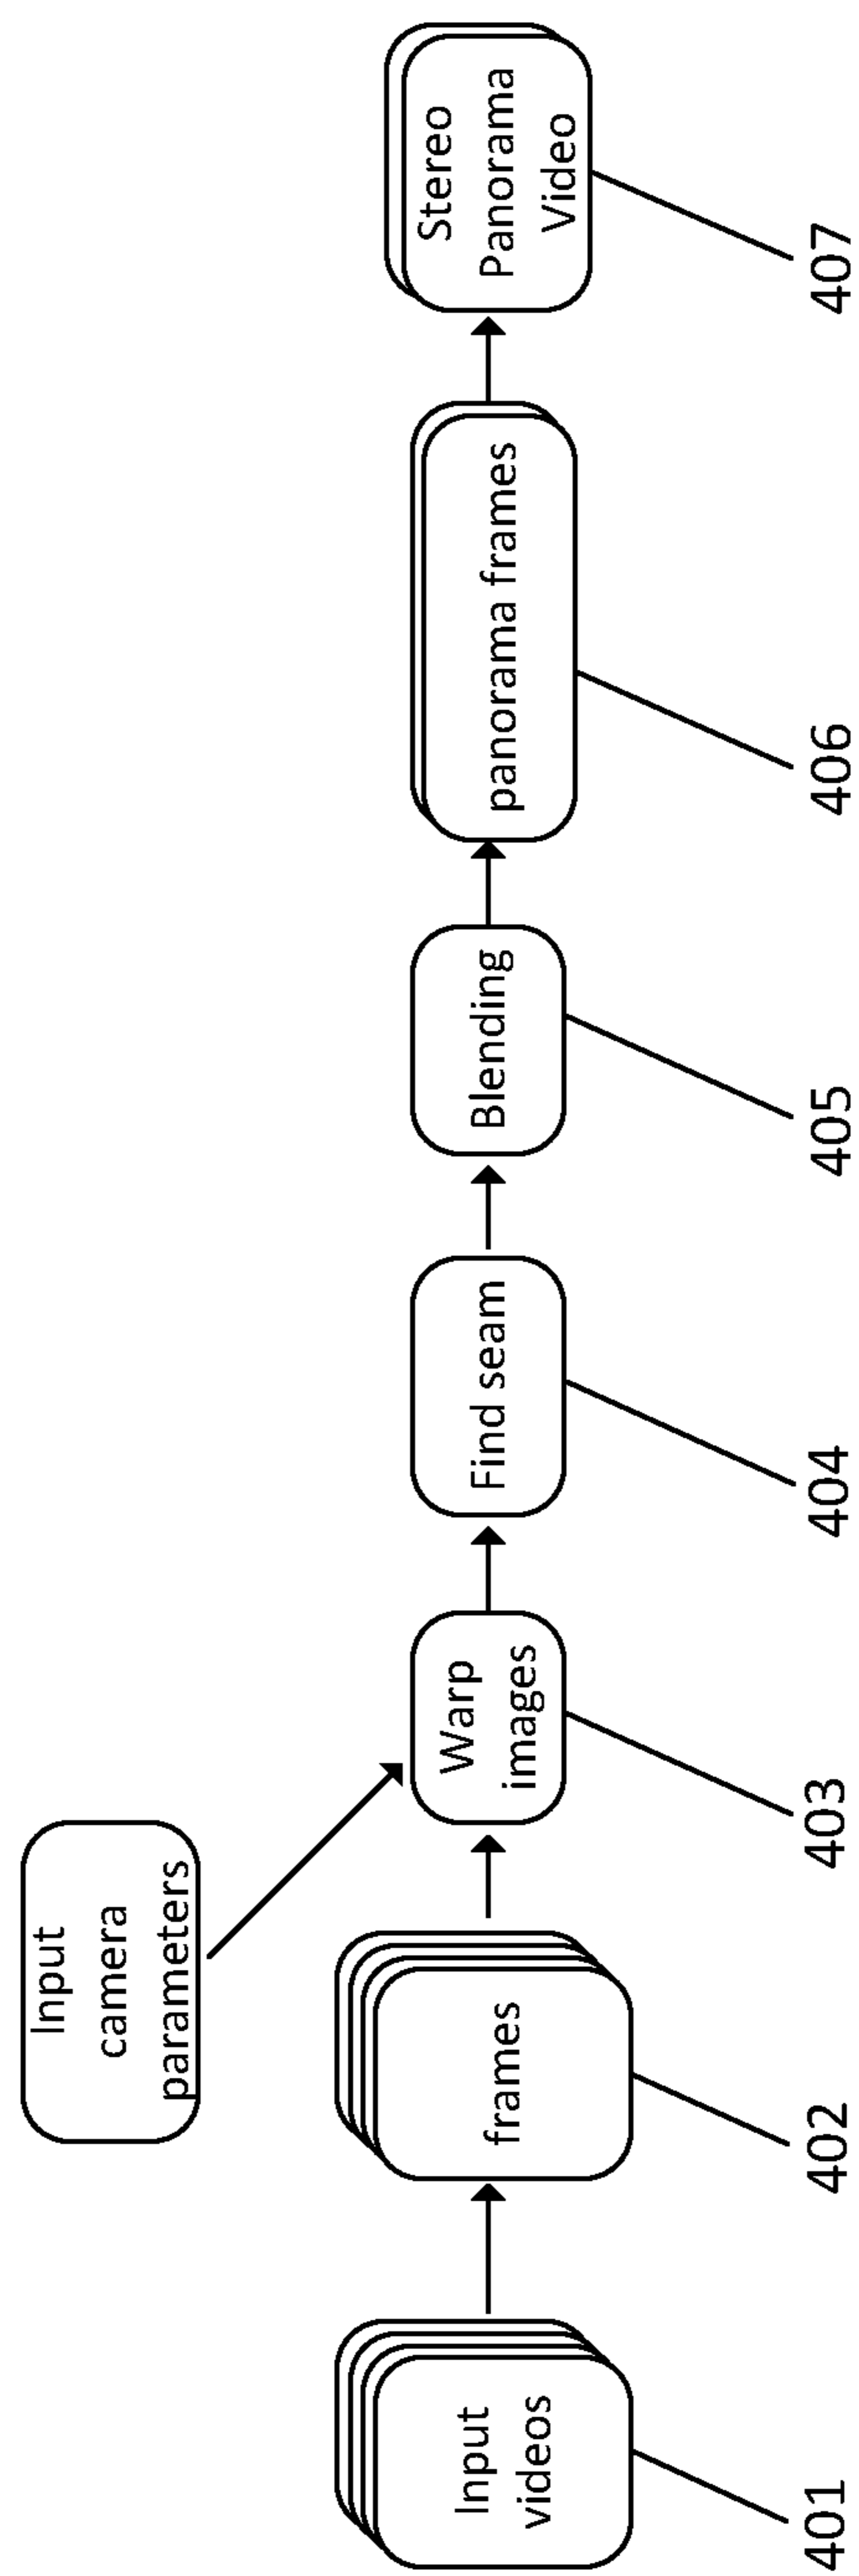 Input
camera
parameters
Input
videos
frames
Warp
images
Find seam
Blending
panorama frames
Stereo
Panorama
Video
401
402
403
404
405
406
407